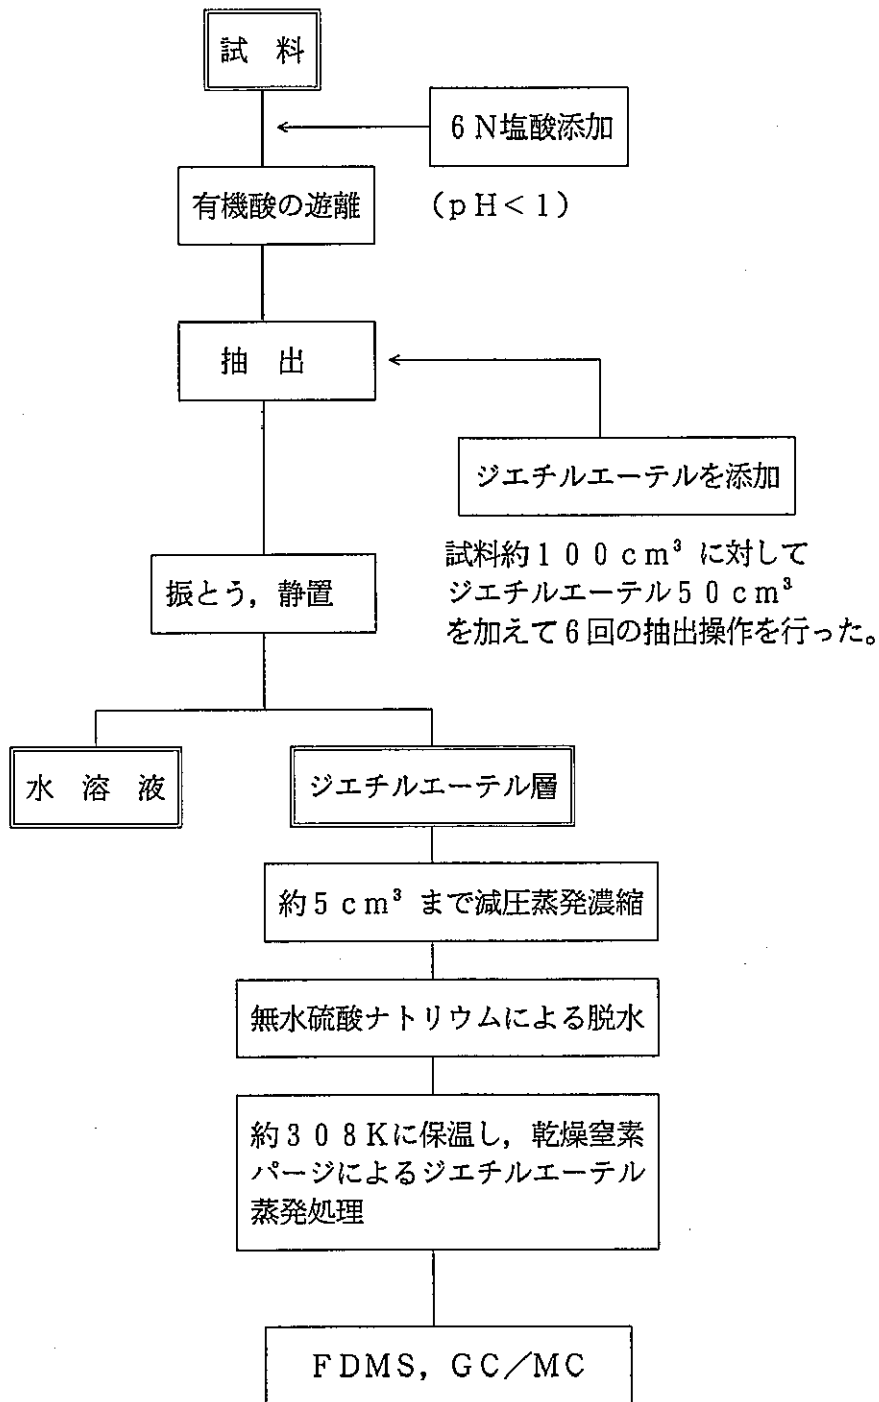 試料
6N塩酸添加
有機酸の遊離
(pH<1)
抽出
ジエチルエーテルを添加
試料約100cm³に対して
ジエチルエーテル50cm³
を加えて6回の抽出操作を行った。
振とう,静置
水溶液
ジエチルエーテル層
約5cm³まで減圧蒸発濃縮
無水硫酸ナトリウムによる脱水
約308Kに保温し,乾燥窒素
パージによるジエチルエーテル
蒸発処理
FDMS,GC/MC